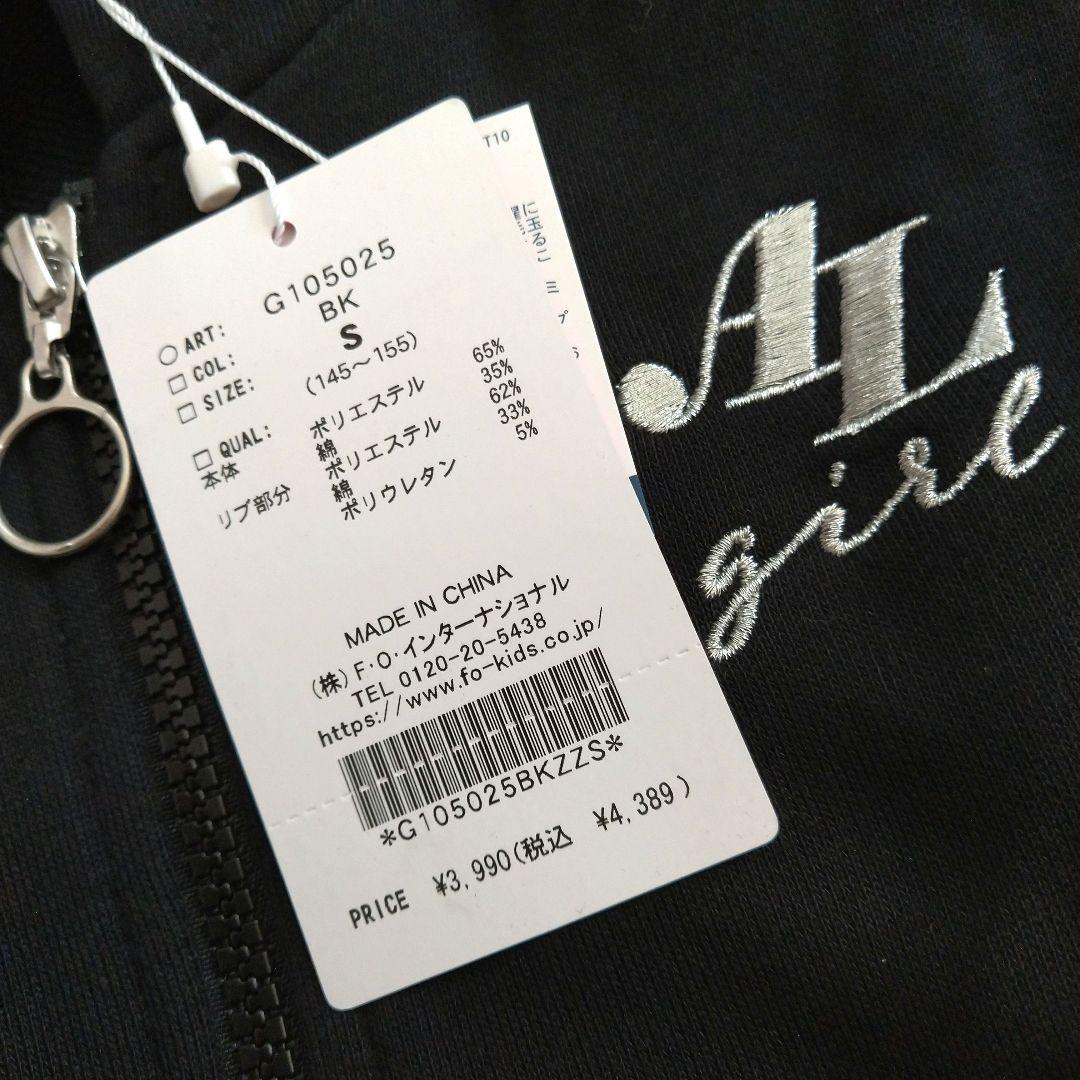 ART: G105025
COL: BK
SIZE: S
(145～155)
QUAL:
本体 ポリエステル 65%
綿 35%
リブ部分 ポリエステル 62%
綿 33%
ポリウレタン 5%
MADE IN CHINA
(株)F·O·インターナショナル
TEL 0120-20-5438
https://www.fo-kids.co.jp/
*G105025BKZZS*
PRICE ¥3,990(税込 ¥4,389)
T10
AL
girl